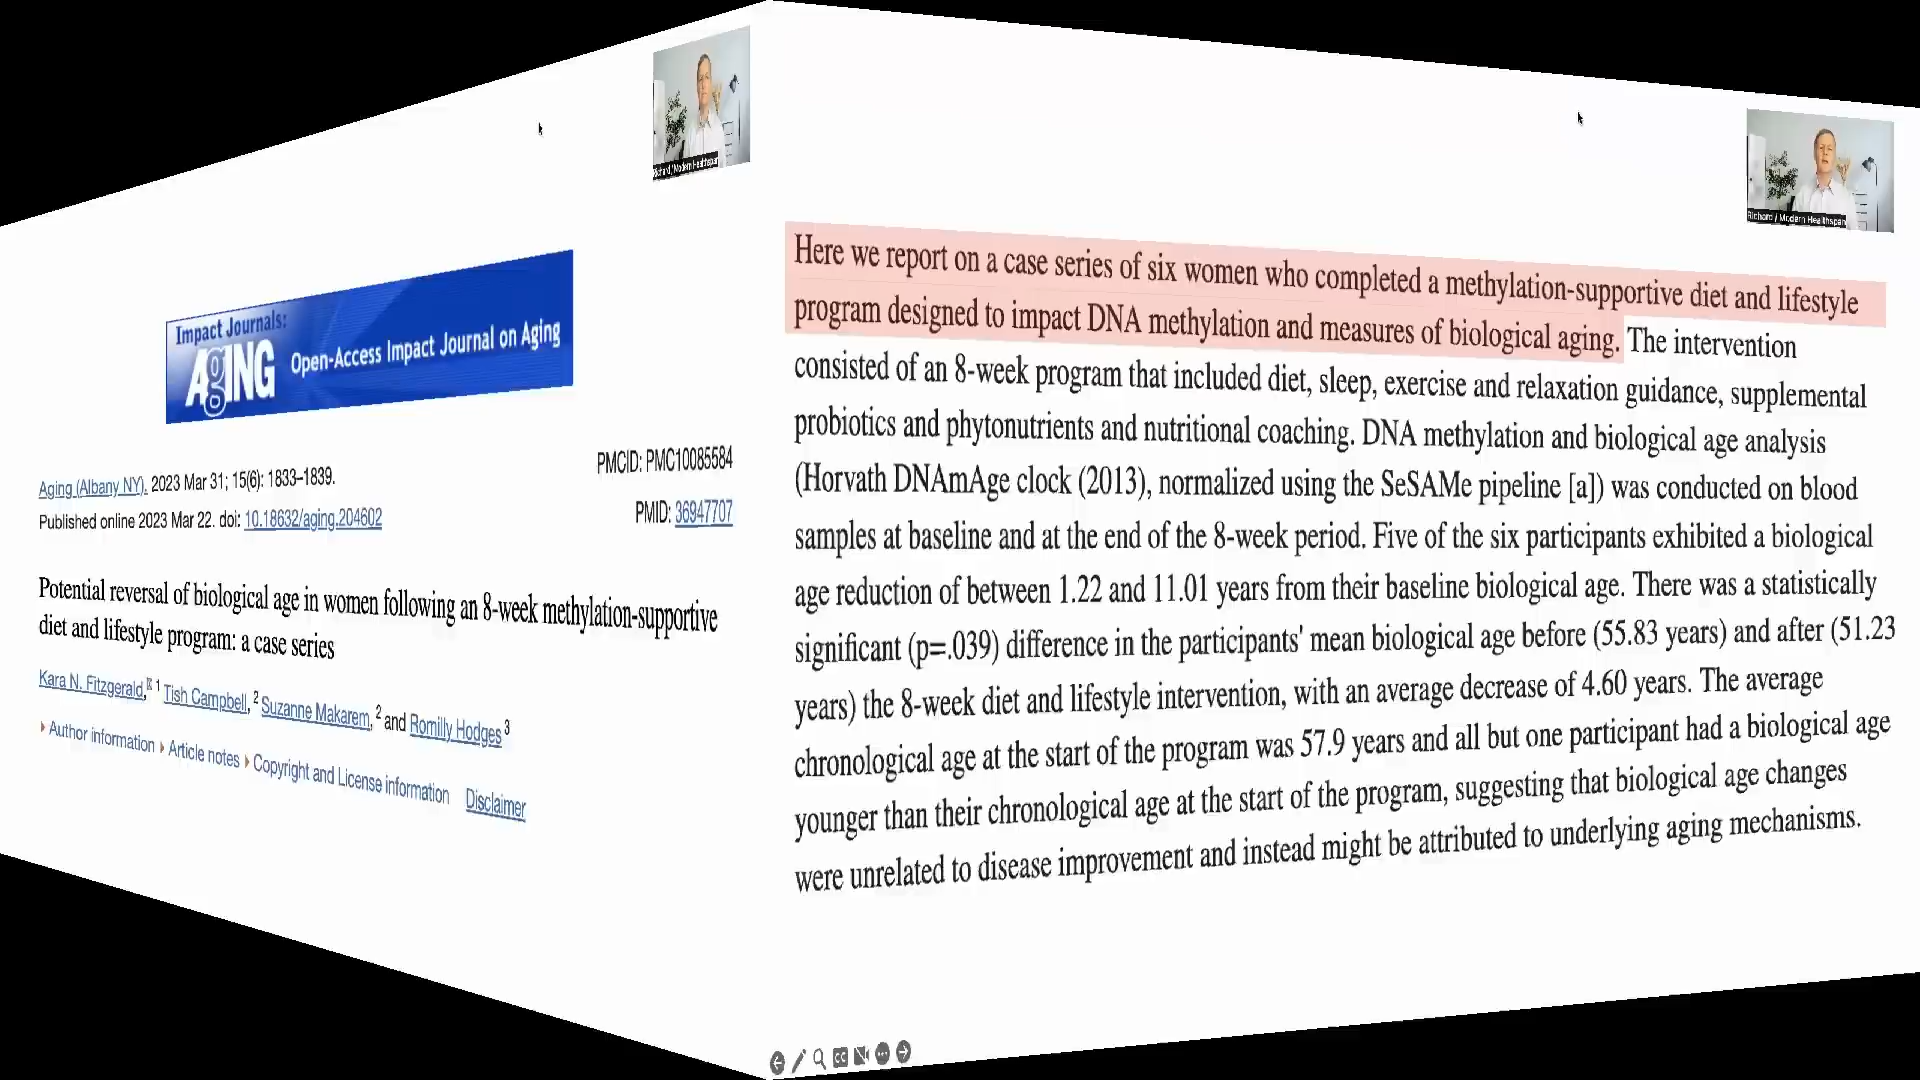 Richard / Modern Healthspan
Impact Journals:
AgING Open-Access Impact Journal on Aging
PMCID: PMC10085584
Aging (Albany NY). 2023 Mar 31; 15(6): 1833–1839.
Published online 2023 Mar 22. doi: 10.18632/aging.204602
PMID: 36947707
Potential reversal of biological age in women following an 8-week methylation-supportive
diet and lifestyle program: a case series
Kara N. Fitzgerald, 1 Tish Campbell, 2 Suzanne Makarem, 2 and Romilly Hodges 3
Author information Article notes Copyright and License information Disclaimer
Richard / Modern Healthspan
Here we report on a case series of six women who completed a methylation-supportive diet and lifestyle
program designed to impact DNA methylation and measures of biological aging. The intervention
consisted of an 8-week program that included diet, sleep, exercise and relaxation guidance, supplemental
probiotics and phytonutrients and nutritional coaching. DNA methylation and biological age analysis
(Horvath DNAmAge clock (2013), normalized using the SeSAMe pipeline [a]) was conducted on blood
samples at baseline and at the end of the 8-week period. Five of the six participants exhibited a biological
age reduction of between 1.22 and 11.01 years from their baseline biological age. There was a statistically
significant (p=.039) difference in the participants' mean biological age before (55.83 years) and after (51.23
years) the 8-week diet and lifestyle intervention, with an average decrease of 4.60 years. The average
chronological age at the start of the program was 57.9 years and all but one participant had a biological age
younger than their chronological age at the start of the program, suggesting that biological age changes
were unrelated to disease improvement and instead might be attributed to underlying aging mechanisms.
CC